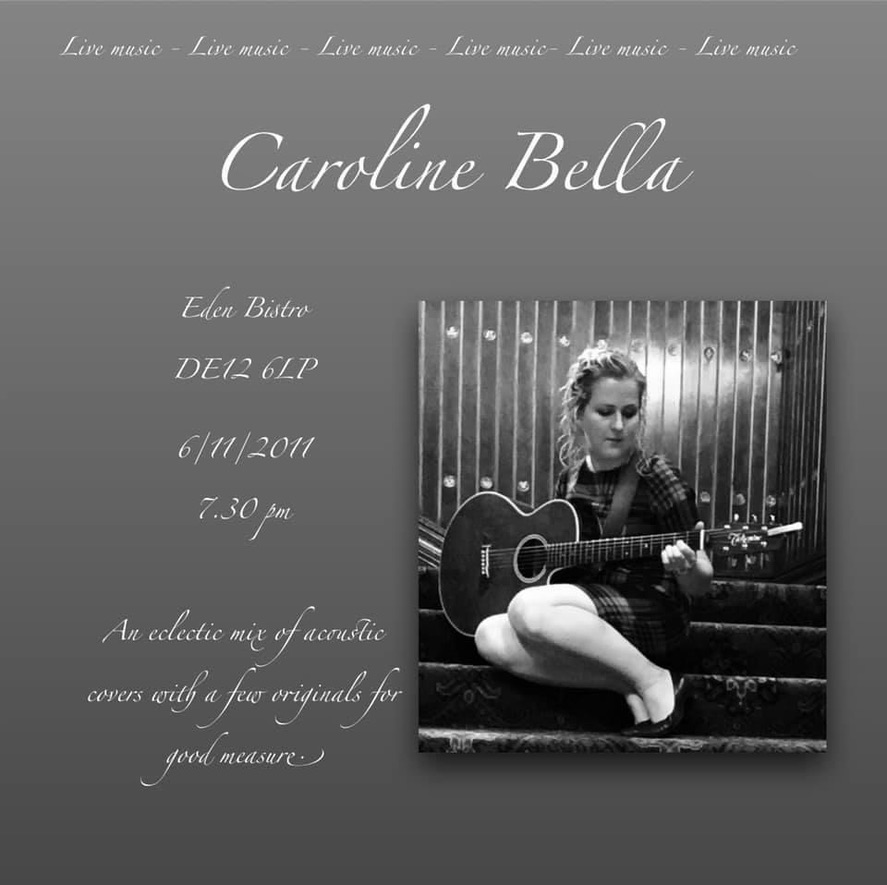 Live music - Live music - Live music - Live music- Live music - Live music
Caroline Bella
Eden Bistro
DE12 6LP
6/11/2011
7.30 pm
An eclectic mix of acoustic
covers with a few originals for
good measure.